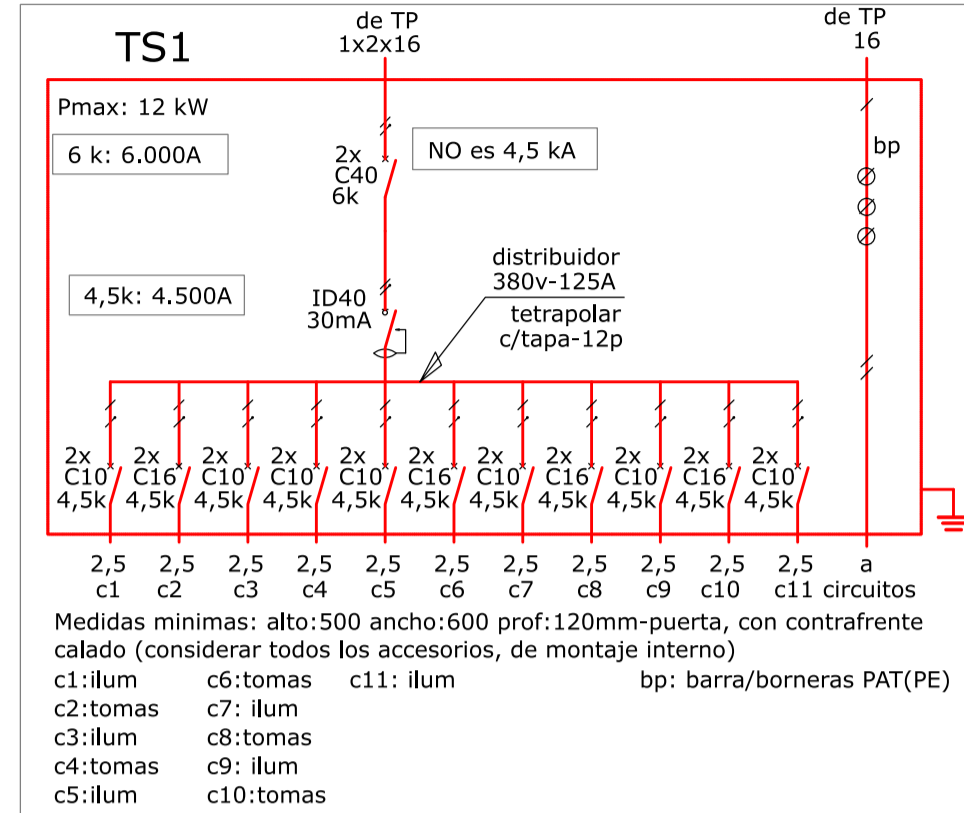 TS1
de TP
1x2x16
de TP
16
Pmax: 12 kW
6 k: 6.000A
2x
C40
6k
NO es 4,5 kA
bp
4,5k: 4.500A
ID40
30mA
distribuidor
380v-125A
tetrapolar
c/tapa-12p
2x 2x 2x 2x 2x 2x 2x 2x 2x 2x 2x
C10 C16 C10 C10 C10 C16 C10 C16 C10 C16 C10
4,5k 4,5k 4,5k 4,5k 4,5k 4,5k 4,5k 4,5k 4,5k 4,5k 4,5k
2,5 2,5 2,5 2,5 2,5 2,5 2,5 2,5 2,5 2,5 2,5 a
c1 c2 c3 c4 c5 c6 c7 c8 c9 c10 c11 circuitos
Medidas minimas: alto:500 ancho:600 prof:120mm-puerta, con contrafrente
calado (considerar todos los accesorios, de montaje interno)
c1:ilum c6:tomas c11: ilum bp: barra/borneras PAT(PE)
c2:tomas c7: ilum
c3:ilum c8:tomas
c4:tomas c9: ilum
c5:ilum c10:tomas